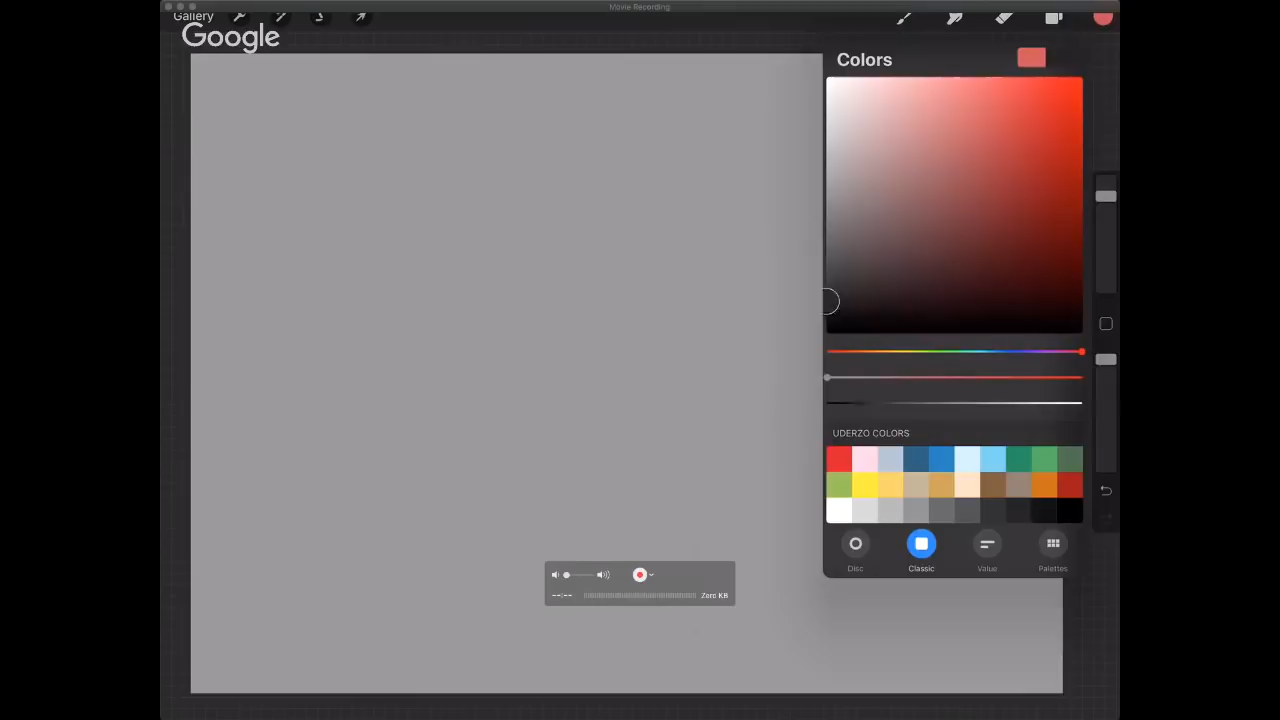 Movie Recording
Gallery
Google
Colors
UDERZO COLORS
Zero KB
--:--
Disc
Classic
Value
Palettes